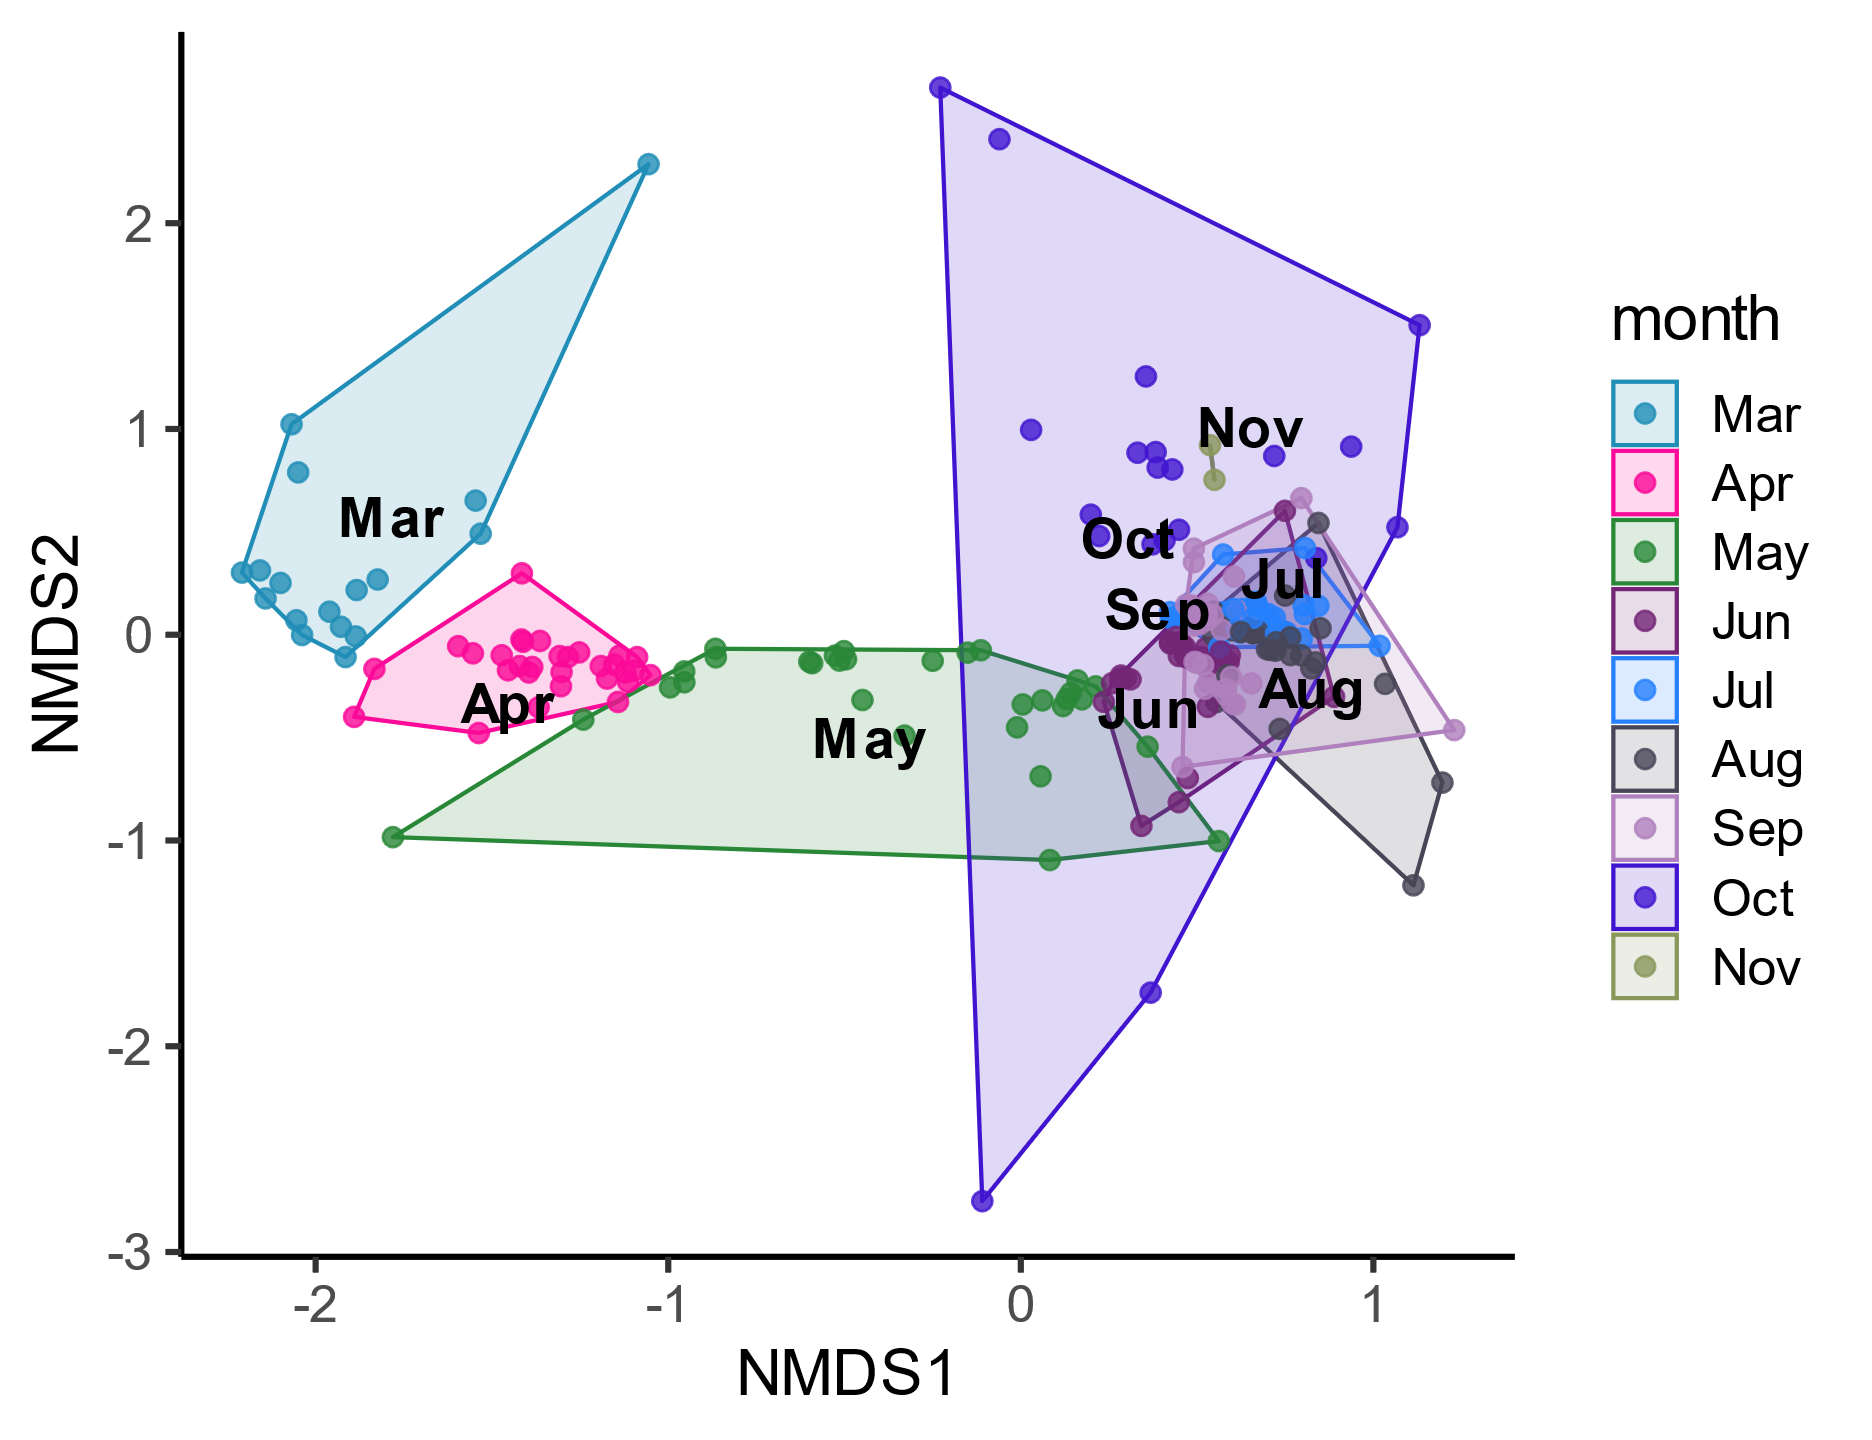 NMDS2
2
1
0
-1
-2
-3
-2
-1
0
1
NMDS1
Mar
Apr
May
Nov
Oct
Jul
Sep
Jun
Aug
month
Mar
Apr
May
Jun
Jul
Aug
Sep
Oct
Nov